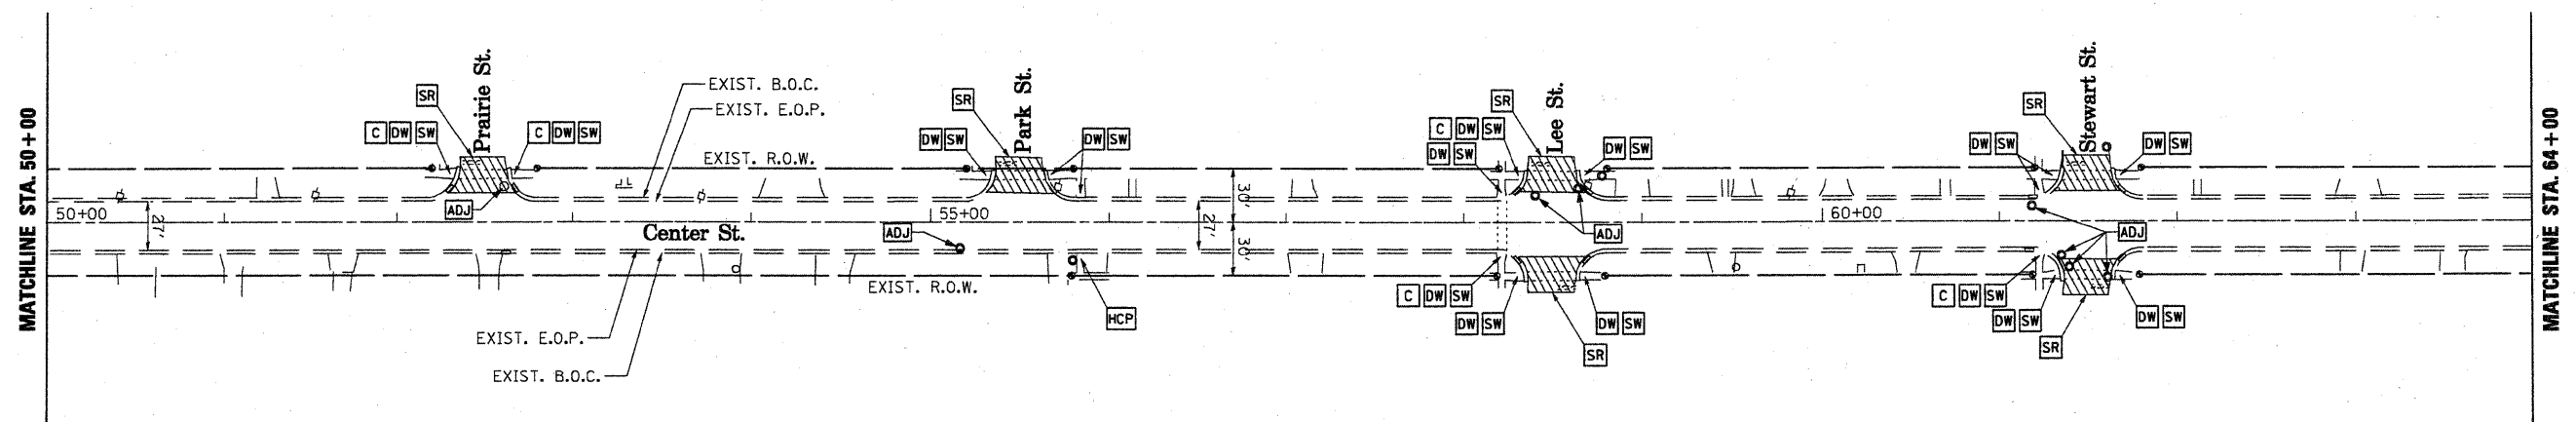 MATCHLINE STA. 50+00
Prairie St.
Park St.
Lee St.
Stewart St.
MATCHLINE STA. 64+00
SR
C DW SW
C DW SW
EXIST. B.O.C.
EXIST. E.O.P.
EXIST. R.O.W.
ADJ
SR
DW SW
DW SW
SR
C DW SW
DW SW
DW SW
SR
DW SW
DW SW
50+00
27'
Center St.
55+00
ADJ
30'
27'
30'
ADJ
60+00
ADJ
EXIST. R.O.W.
EXIST. E.O.P.
EXIST. B.O.C.
HCP
C DW SW
DW SW
DW SW
SR
C DW SW
DW SW
DW SW
SR